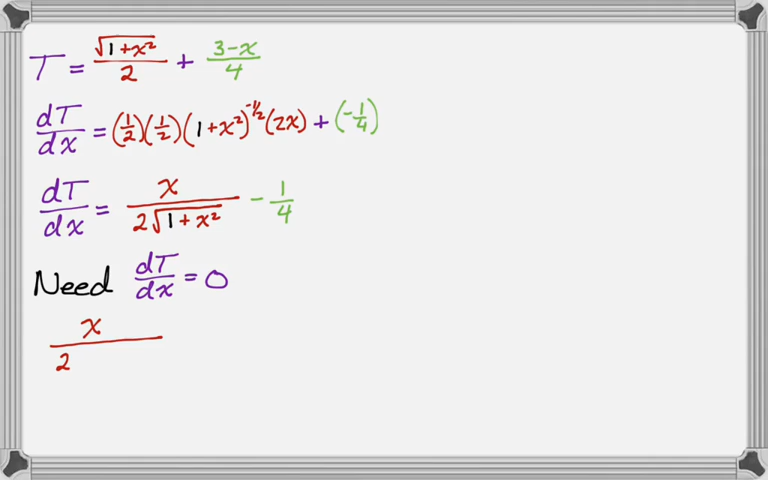 T = √(1+x²)/2 + (3-x)/4
dT/dx = (1/2)(1/2)(1+x²)^(-1/2)(2x) + (-1/4)
dT/dx = x/(2√(1+x²)) - 1/4
Need dT/dx = 0
x/2